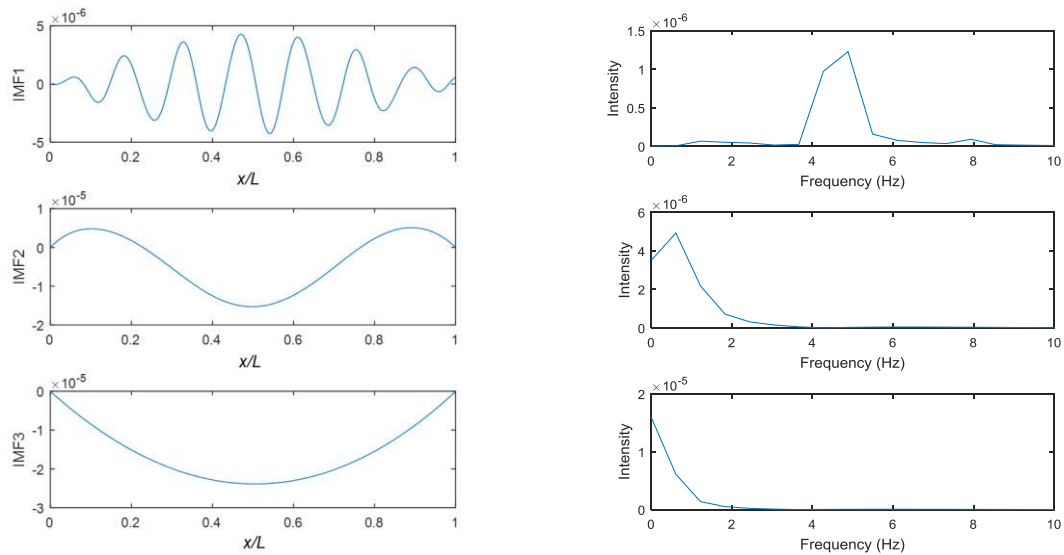 ×10⁻⁶
5
0
-5
IMF1
0 0.2 0.4 0.6 0.8 1
x/L
×10⁻⁵
1
0
-1
-2
IMF2
0 0.2 0.4 0.6 0.8 1
x/L
×10⁻⁵
0
-1
-2
-3
IMF3
0 0.2 0.4 0.6 0.8 1
x/L
×10⁻⁶
1.5
1
0.5
0
Intensity
0 2 4 6 8 10
Frequency (Hz)
×10⁻⁶
6
4
2
0
Intensity
0 2 4 6 8 10
Frequency (Hz)
×10⁻⁵
2
1
0
Intensity
0 2 4 6 8 10
Frequency (Hz)